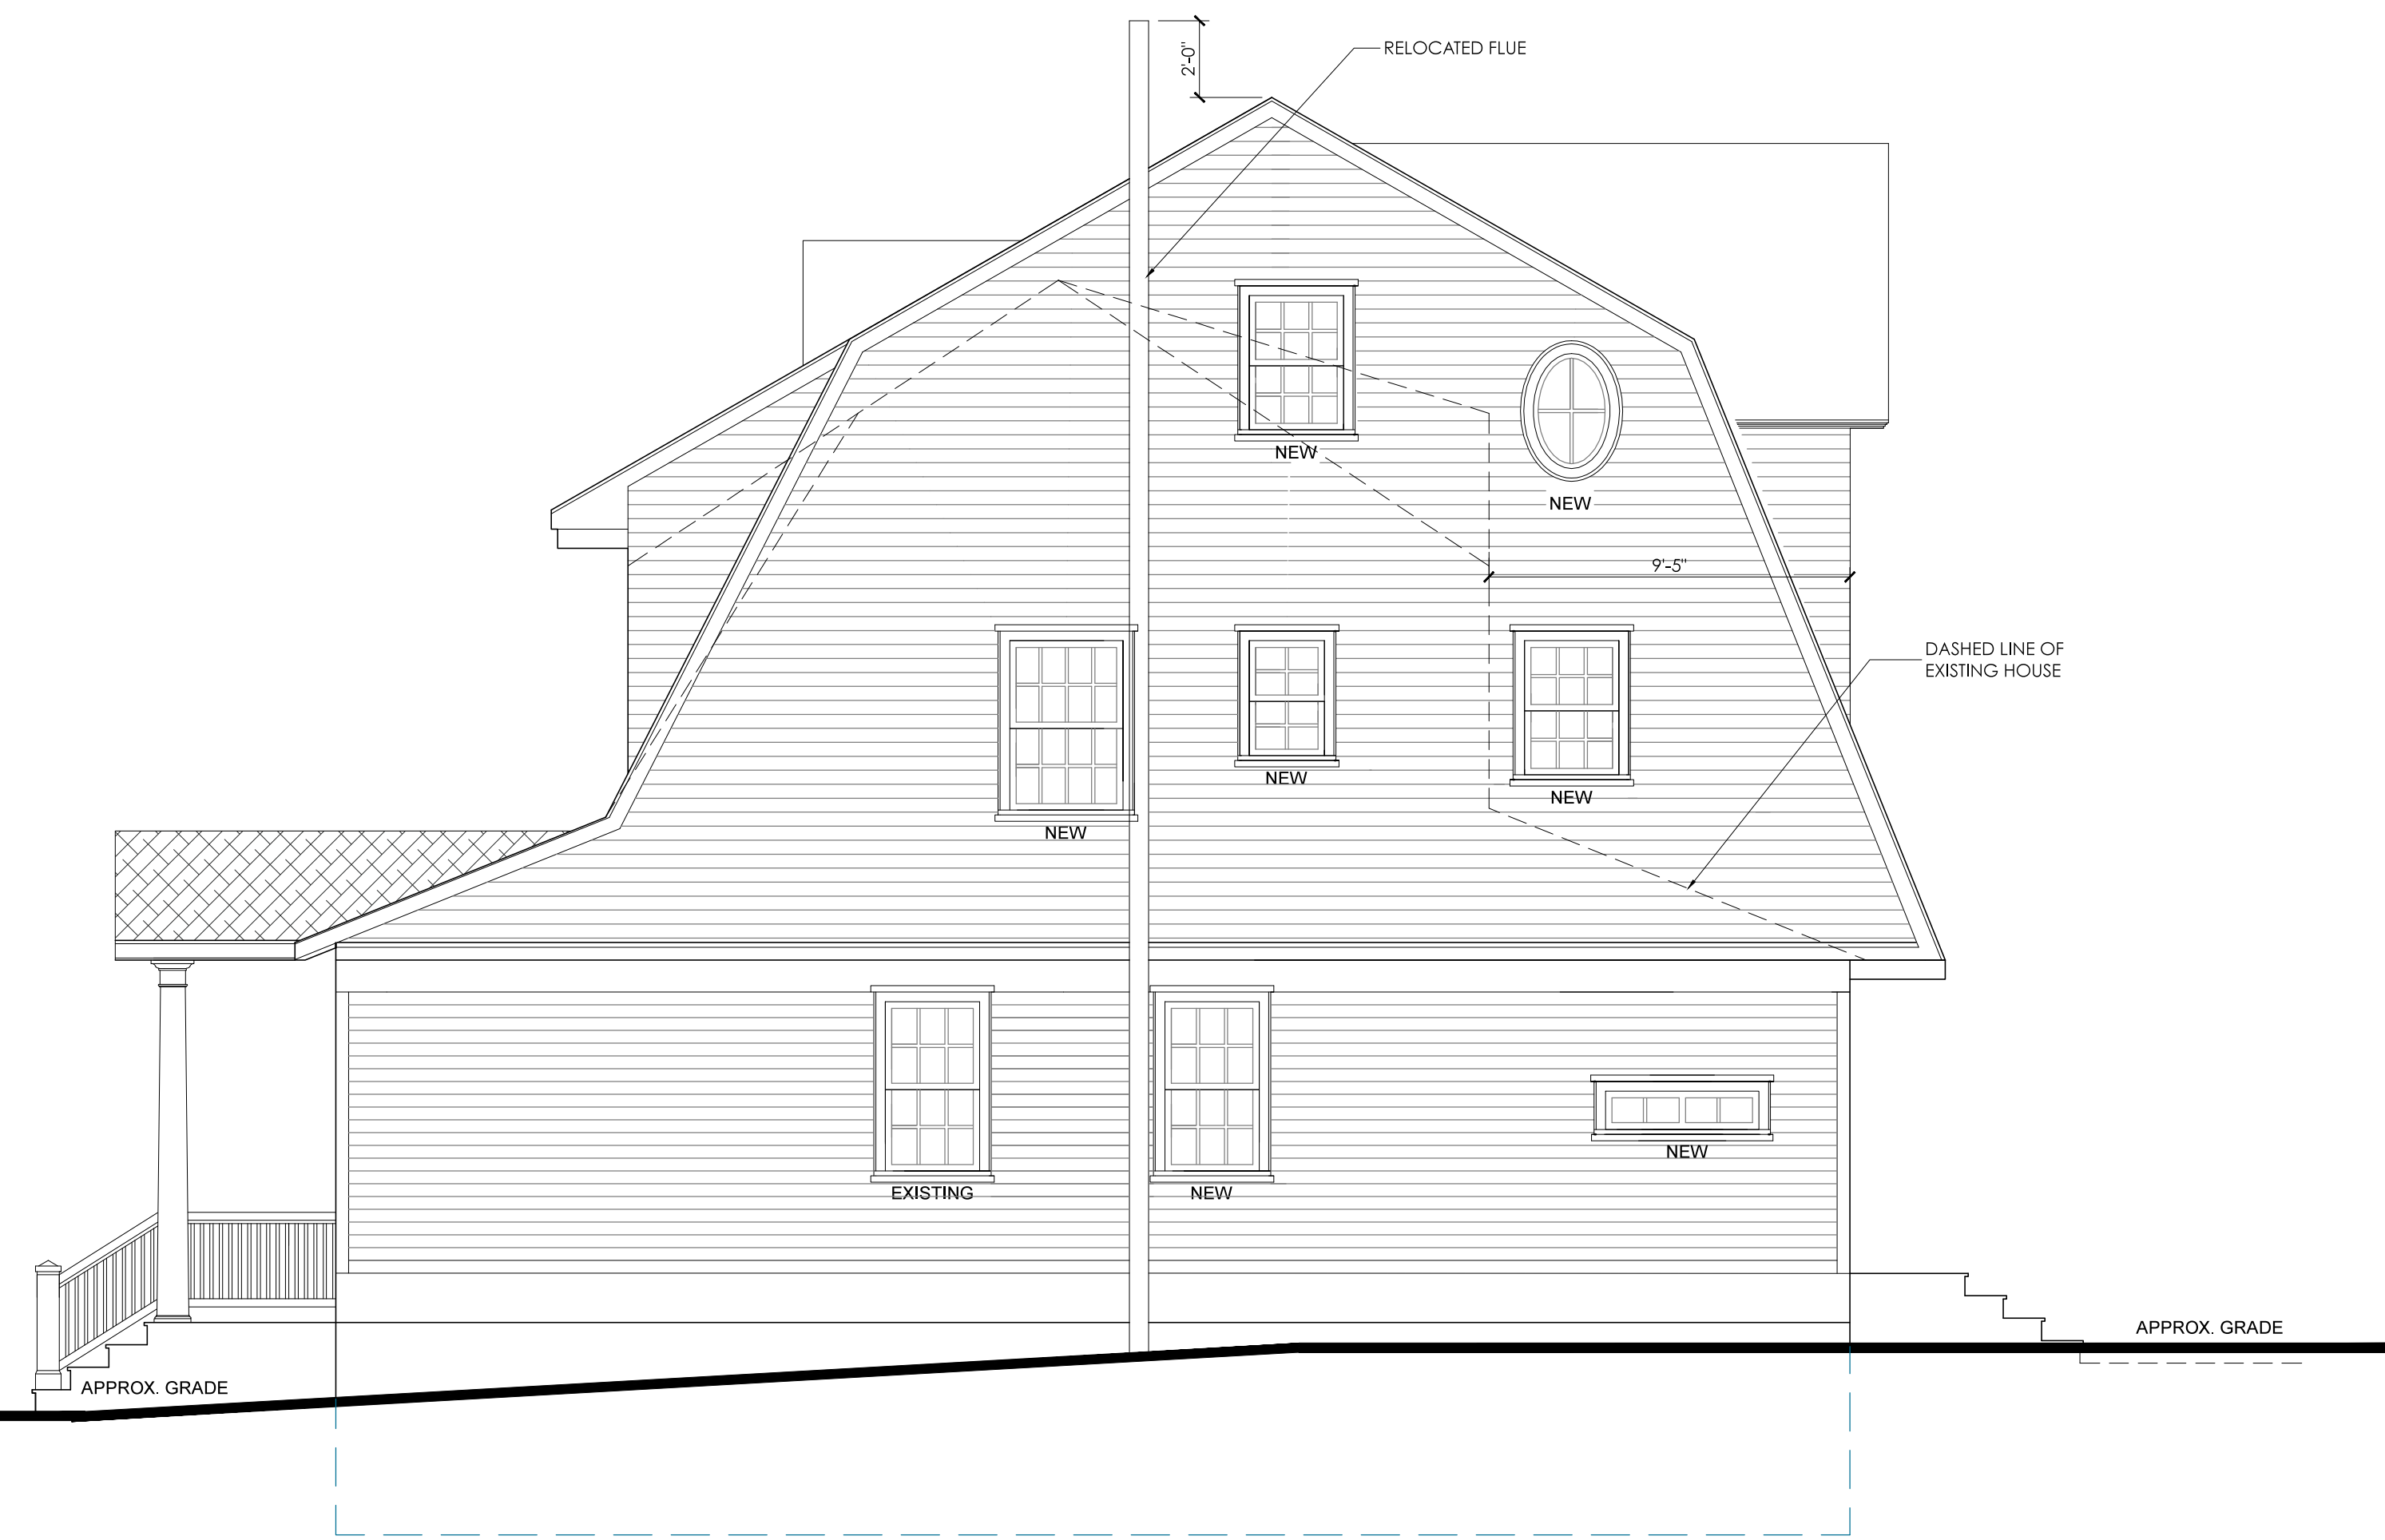 2'-0"
RELOCATED FLUE
NEW
NEW
9'-5"
DASHED LINE OF
EXISTING HOUSE
NEW
NEW
NEW
NEW
EXISTING
NEW
APPROX. GRADE
APPROX. GRADE